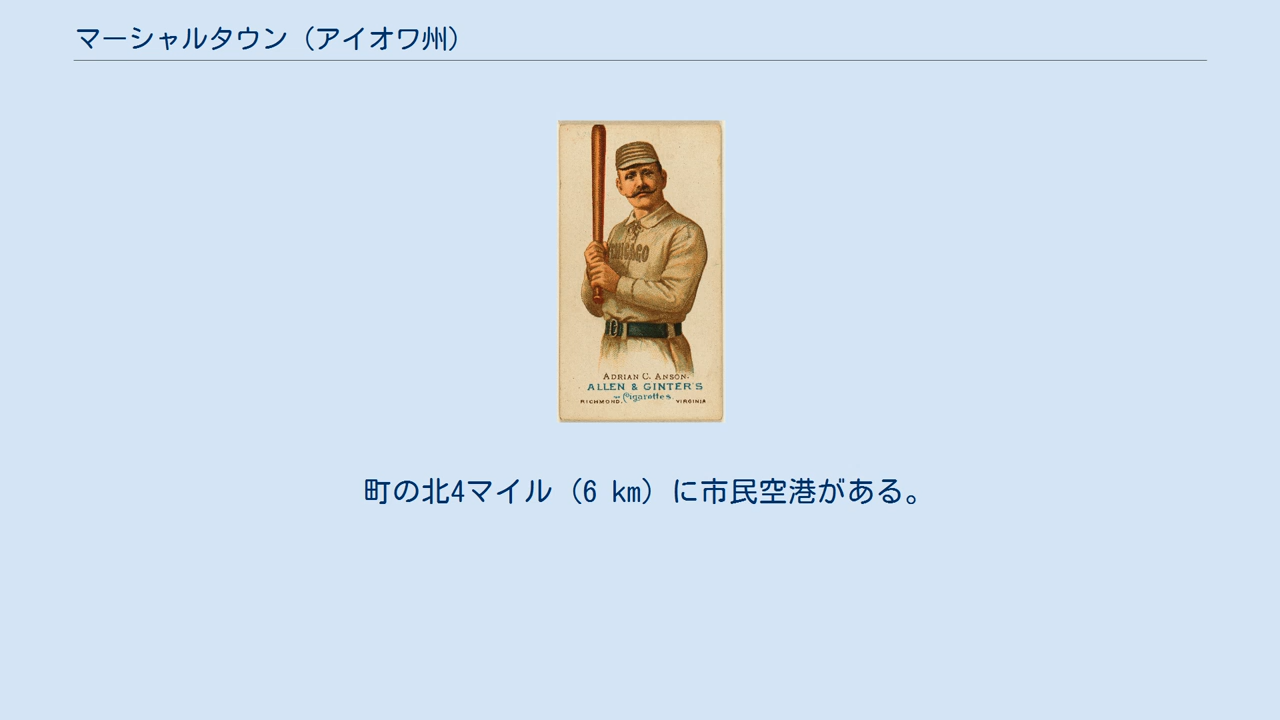 マーシャルタウン（アイオワ州）
CHICAGO
ADRIAN C. ANSON.
ALLEN & GINTER'S
Cigarettes.
RICHMOND. VIRGINIA
町の北4マイル（6 km）に市民空港がある。